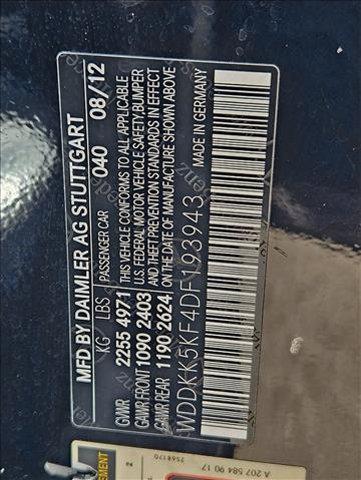 MFD BY DAIMLER AG STUTTGART
KG LBS PASSENGER CAR 040 08/12
GVWR 2255 4971
GAWR FRONT 1090 2403
GAWR REAR 1190 2624
THIS VEHICLE CONFORMS TO ALL APPLICABLE
U.S. FEDERAL MOTOR VEHICLE SAFETY, BUMPER
AND THEFT PREVENTION STANDARDS IN EFFECT
ON THE DATE OF MANUFACTURE SHOWN ABOVE
MADE IN GERMANY
WDDKK5KF4DF193943
A 207 584 90 17